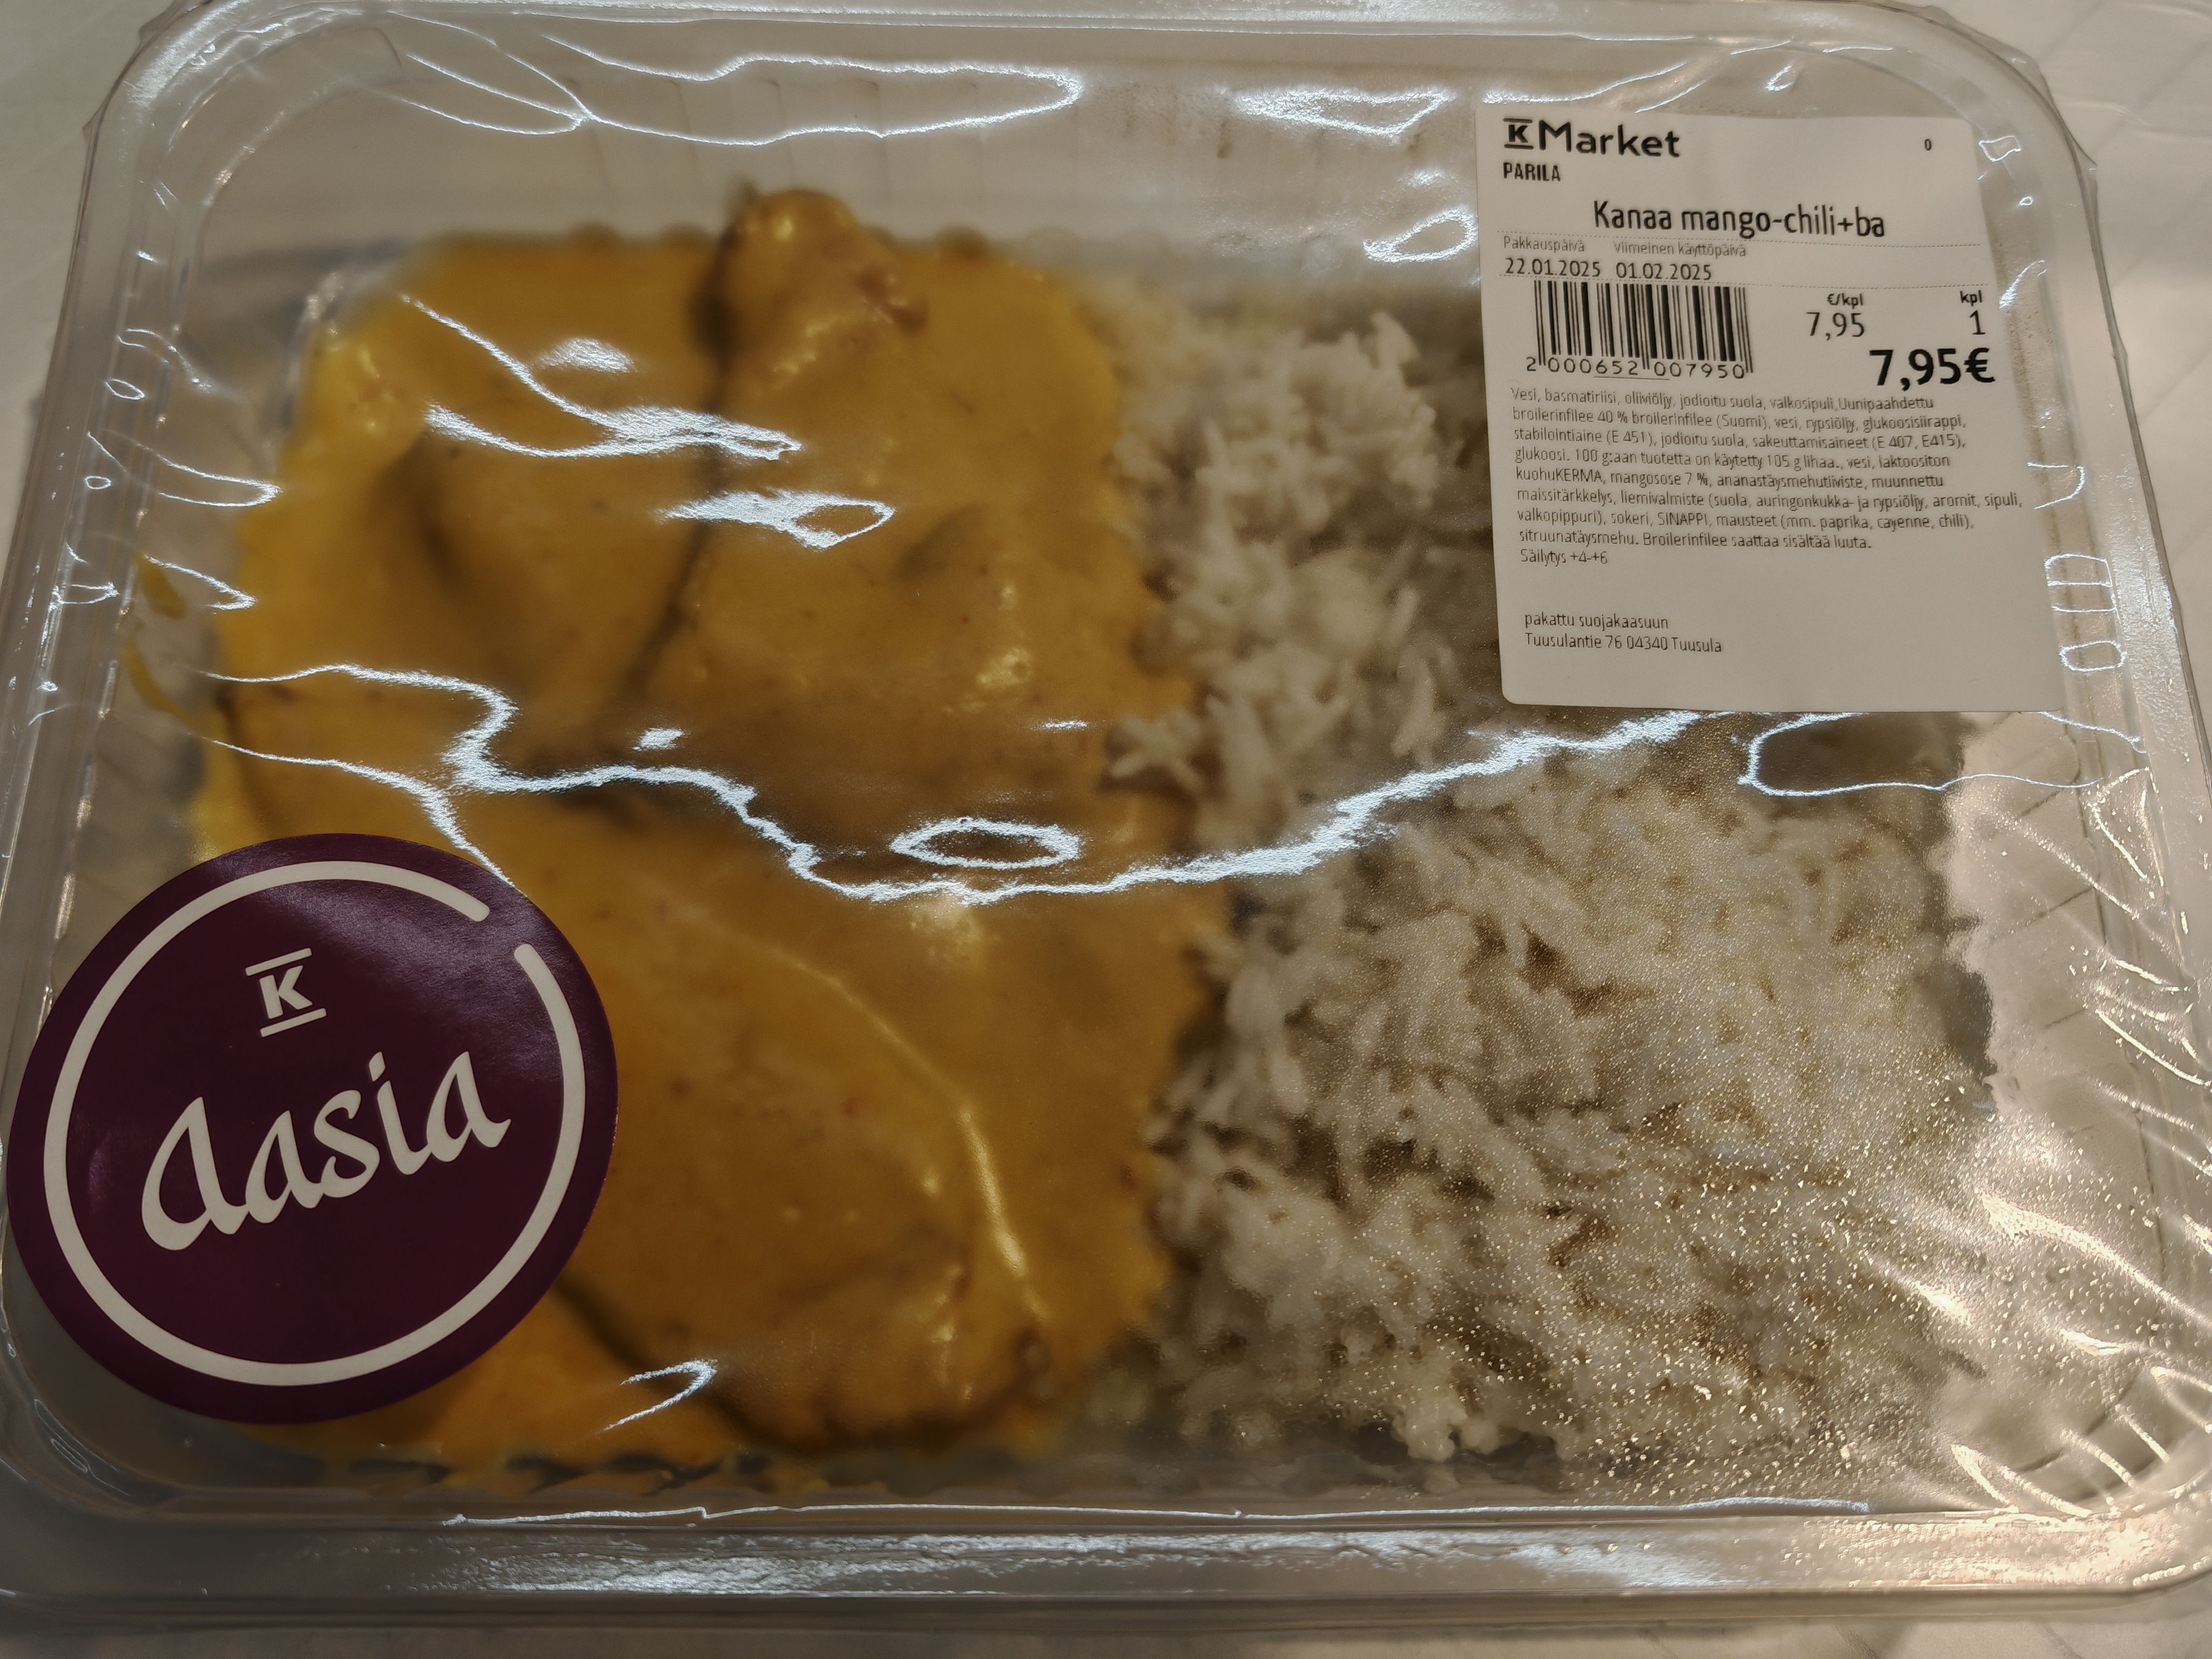 K Market
0
PARILA
Kanaa mango-chili+ba
Pakkauspäivä Viimeinen käyttöpäivä
22.01.2025 01.02.2025
€/kpl kpl
7,95 1
7,95€
2 000652 007950
Vesi, basmatiriisi, oliiviöljy, jodioitu suola, valkosipuli,Uunipaahdettu
broilerinfilee 40 % broilerinfilee (Suomi), vesi, rypsiöljy, glukoosisiirappi,
stabilointiaine (E 451), jodioitu suola, sakeuttamisaineet (E 407, E415),
glukoosi. 100 g:aan tuotetta on käytetty 105 g lihaa., vesi, laktoositon
kuohuKERMA, mangosose 7 %, ananastäysmehutiiviste, muunnettu
maissitärkkelys, liemivalmiste (suola, auringonkukka- ja rypsiöljy, aromit, sipuli,
valkopippuri), sokeri, SINAPPI, mausteet (mm. paprika, cayenne, chili),
sitruunatäysmehu. Broilerinfilee saattaa sisältää luuta.
Säilytys +4-+6
pakattu suojakaasuun
Tuusulantie 76 04340 Tuusula
K
aasia